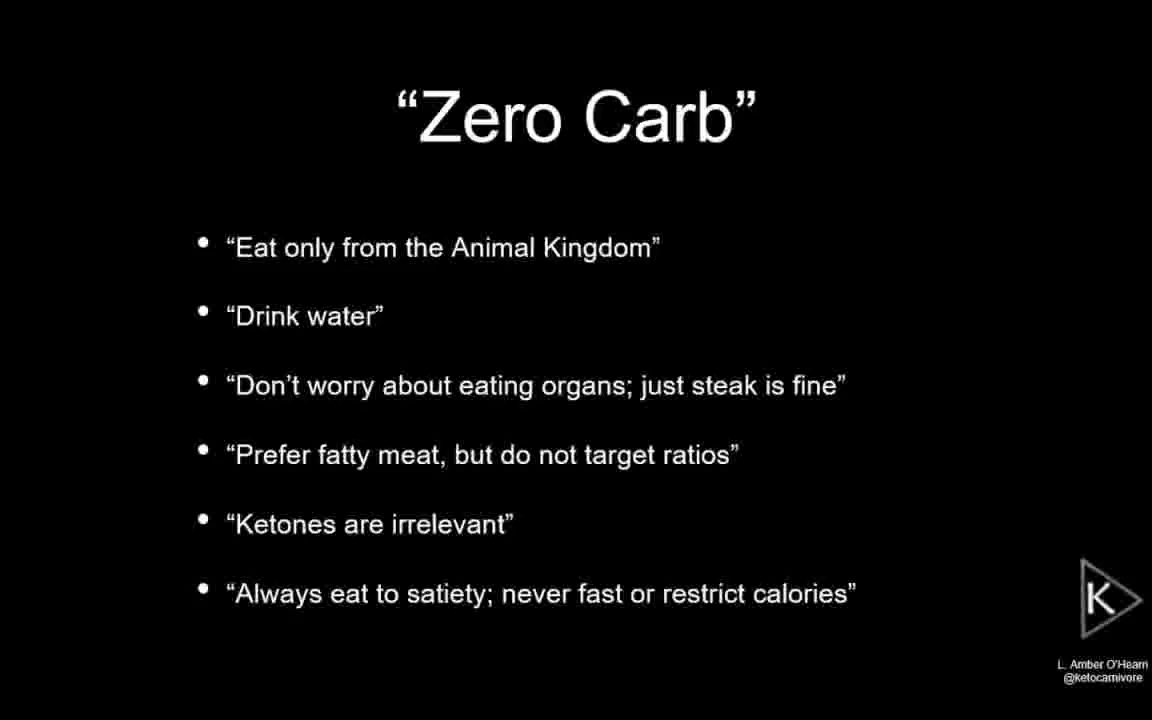 “Zero Carb”
• “Eat only from the Animal Kingdom”
• “Drink water”
• “Don’t worry about eating organs; just steak is fine”
• “Prefer fatty meat, but do not target ratios”
• “Ketones are irrelevant”
• “Always eat to satiety; never fast or restrict calories”
K
L. Amber O'Hearn
@ketocarnivore